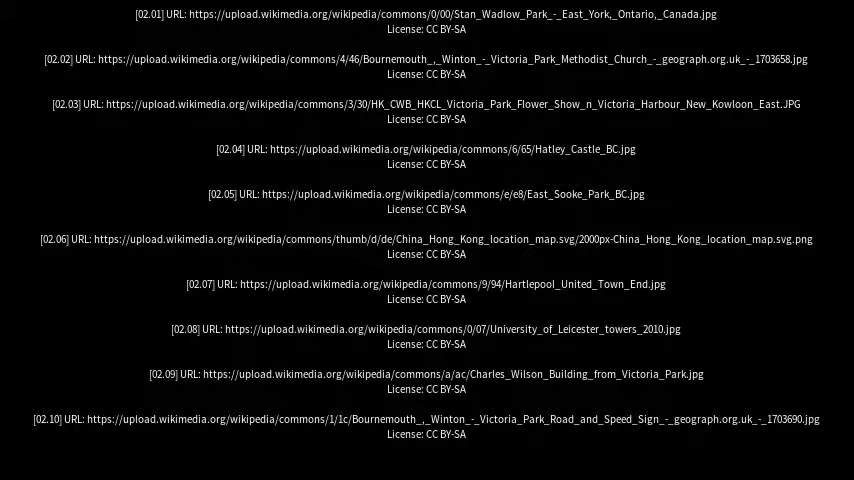 [02.01] URL: https://upload.wikimedia.org/wikipedia/commons/0/00/Stan_Wadlow_Park_-_East_York,_Ontario,_Canada.jpg
License: CC BY-SA
[02.02] URL: https://upload.wikimedia.org/wikipedia/commons/4/46/Bournemouth_,_Winton_-_Victoria_Park_Methodist_Church_-_geograph.org.uk_-_1703658.jpg
License: CC BY-SA
[02.03] URL: https://upload.wikimedia.org/wikipedia/commons/3/30/HK_CWB_HKCL_Victoria_Park_Flower_Show_n_Victoria_Harbour_New_Kowloon_East.JPG
License: CC BY-SA
[02.04] URL: https://upload.wikimedia.org/wikipedia/commons/6/65/Hatley_Castle_BC.jpg
License: CC BY-SA
[02.05] URL: https://upload.wikimedia.org/wikipedia/commons/e/e8/East_Sooke_Park_BC.jpg
License: CC BY-SA
[02.06] URL: https://upload.wikimedia.org/wikipedia/commons/thumb/d/de/China_Hong_Kong_location_map.svg/2000px-China_Hong_Kong_location_map.svg.png
License: CC BY-SA
[02.07] URL: https://upload.wikimedia.org/wikipedia/commons/9/94/Hartlepool_United_Town_End.jpg
License: CC BY-SA
[02.08] URL: https://upload.wikimedia.org/wikipedia/commons/0/07/University_of_Leicester_towers_2010.jpg
License: CC BY-SA
[02.09] URL: https://upload.wikimedia.org/wikipedia/commons/a/ac/Charles_Wilson_Building_from_Victoria_Park.jpg
License: CC BY-SA
[02.10] URL: https://upload.wikimedia.org/wikipedia/commons/1/1c/Bournemouth_,_Winton_-_Victoria_Park_Road_and_Speed_Sign_-_geograph.org.uk_-_1703690.jpg
License: CC BY-SA